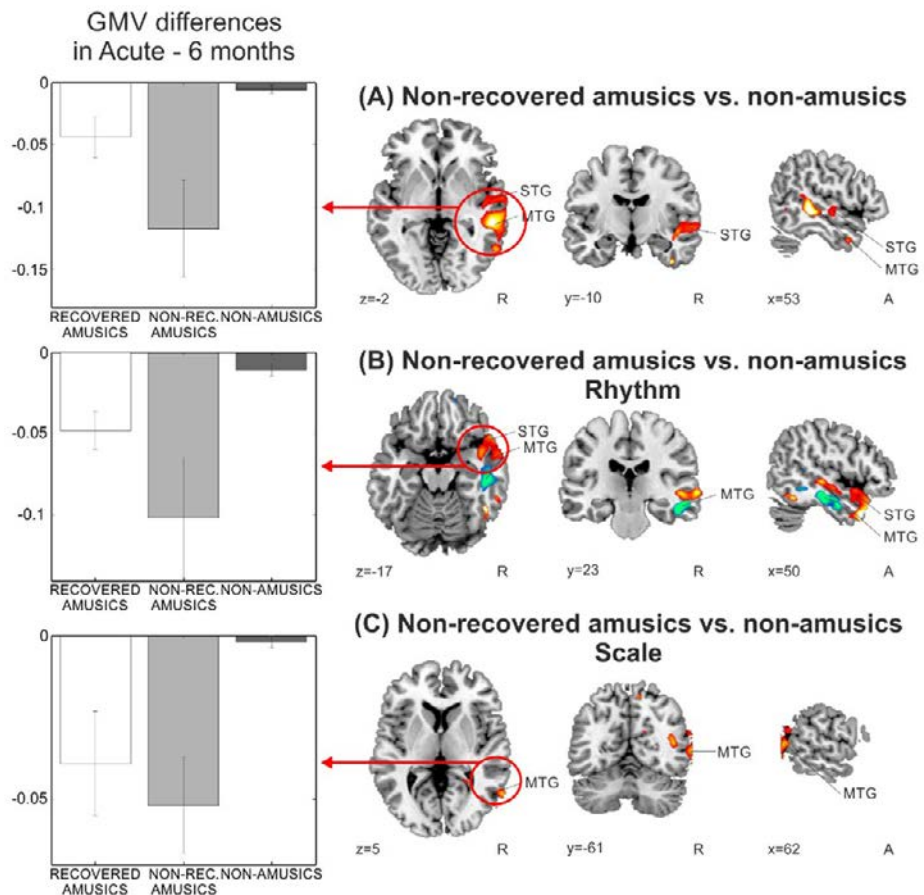 GMV differences
in Acute - 6 months
0
-0.05
-0.1
-0.15
RECOVERED AMUSICS
NON-REC. AMUSICS
NON-AMUSICS
(A) Non-recovered amusics vs. non-amusics
STG
MTG
z=-2
R
STG
y=-10
R
STG
MTG
x=53
A
0
-0.05
-0.1
RECOVERED AMUSICS
NON-REC. AMUSICS
NON-AMUSICS
(B) Non-recovered amusics vs. non-amusics
Rhythm
STG
MTG
z=-17
R
MTG
y=23
R
STG
MTG
x=50
A
0
-0.05
RECOVERED AMUSICS
NON-REC. AMUSICS
NON-AMUSICS
(C) Non-recovered amusics vs. non-amusics
Scale
MTG
z=5
R
MTG
y=-61
R
MTG
x=62
A